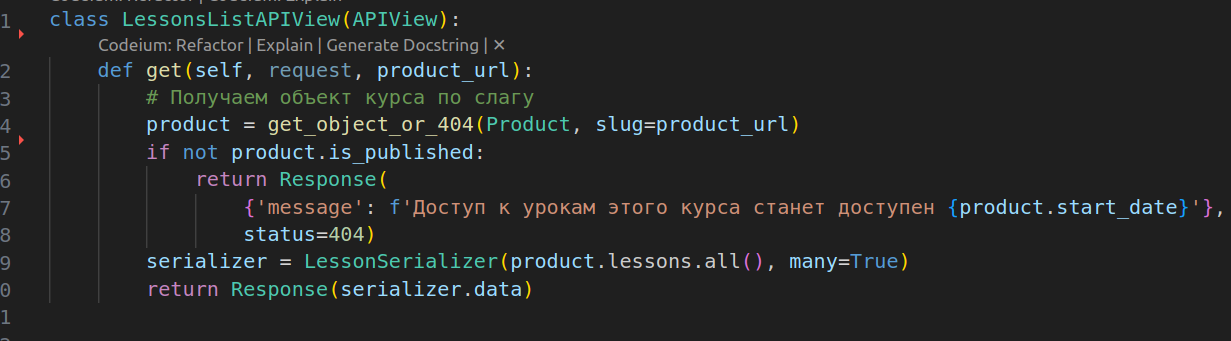 1 class LessonsListAPIView(APIView):
Codeium: Refactor | Explain | Generate Docstring | ✕
2 def get(self, request, product_url):
3 # Получаем объект курса по слагу
4 product = get_object_or_404(Product, slug=product_url)
5 if not product.is_published:
6 return Response(
7 {'message': f'Доступ к урокам этого курса станет доступен {product.start_date}'},
8 status=404)
9 serializer = LessonSerializer(product.lessons.all(), many=True)
0 return Response(serializer.data)
1